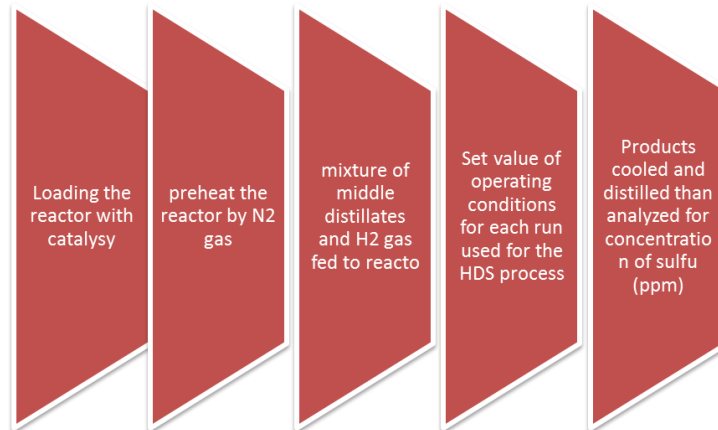 Loading the
reactor with
catalysy
preheat the
reactor by N2
gas
mixture of
middle
distillates
and H2 gas
fed to reacto
Set value of
operating
conditions
for each run
used for the
HDS process
Products
cooled and
distilled than
analyzed for
concentratio
n of sulfu
(ppm)